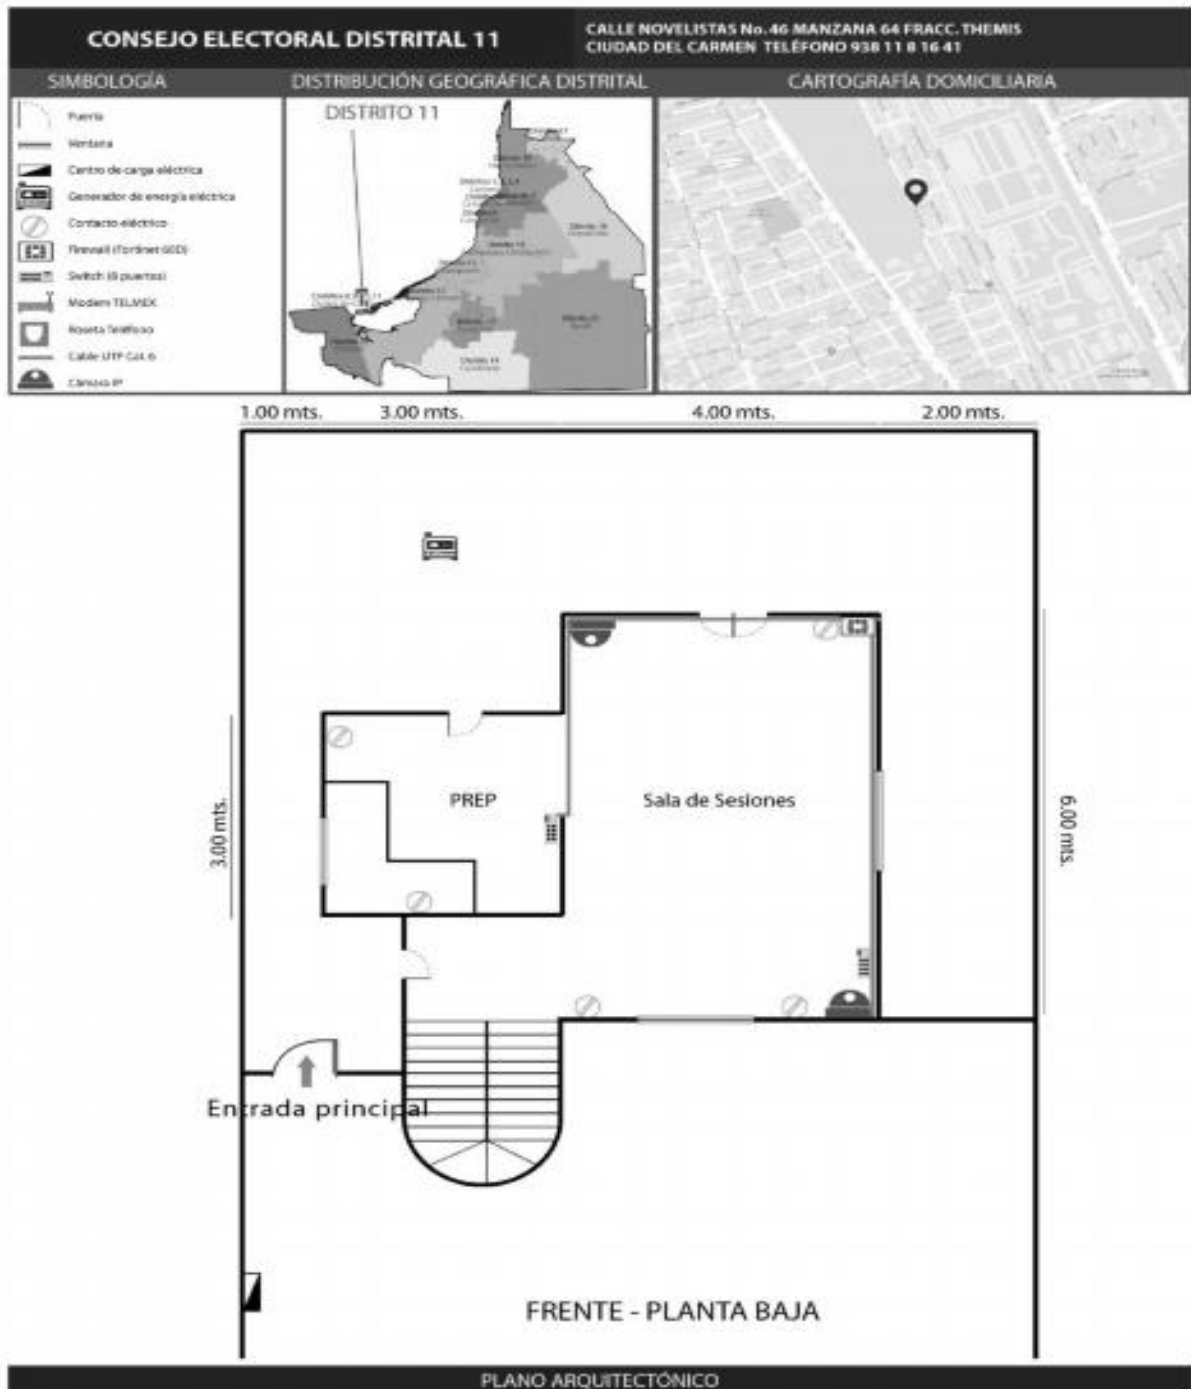 CONSEJO ELECTORAL DISTRITAL 11
CALLE NOVELISTAS No. 46 MANZANA 64 FRACC. THEMIS
CIUDAD DEL CARMEN TELÉFONO 938 11 8 16 41
SIMBOLOGÍA
Puerta
Ventana
Centro de carga eléctrica
Generador de energía eléctrica
Contacto eléctrico
Firewall (Fortinet 60D)
Switch (8 puertos)
Modem TELMEX
Roseta Teléfono
Cable UTP Cat. 6
Cámara IP
DISTRIBUCIÓN GEOGRÁFICA DISTRITAL
DISTRITO 11
CARTOGRAFÍA DOMICILIARIA
1.00 mts.
3.00 mts.
4.00 mts.
2.00 mts.
PREP
Sala de Sesiones
3.00 mts.
6.00 mts.
Entrada principal
FRENTE - PLANTA BAJA
PLANO ARQUITECTÓNICO